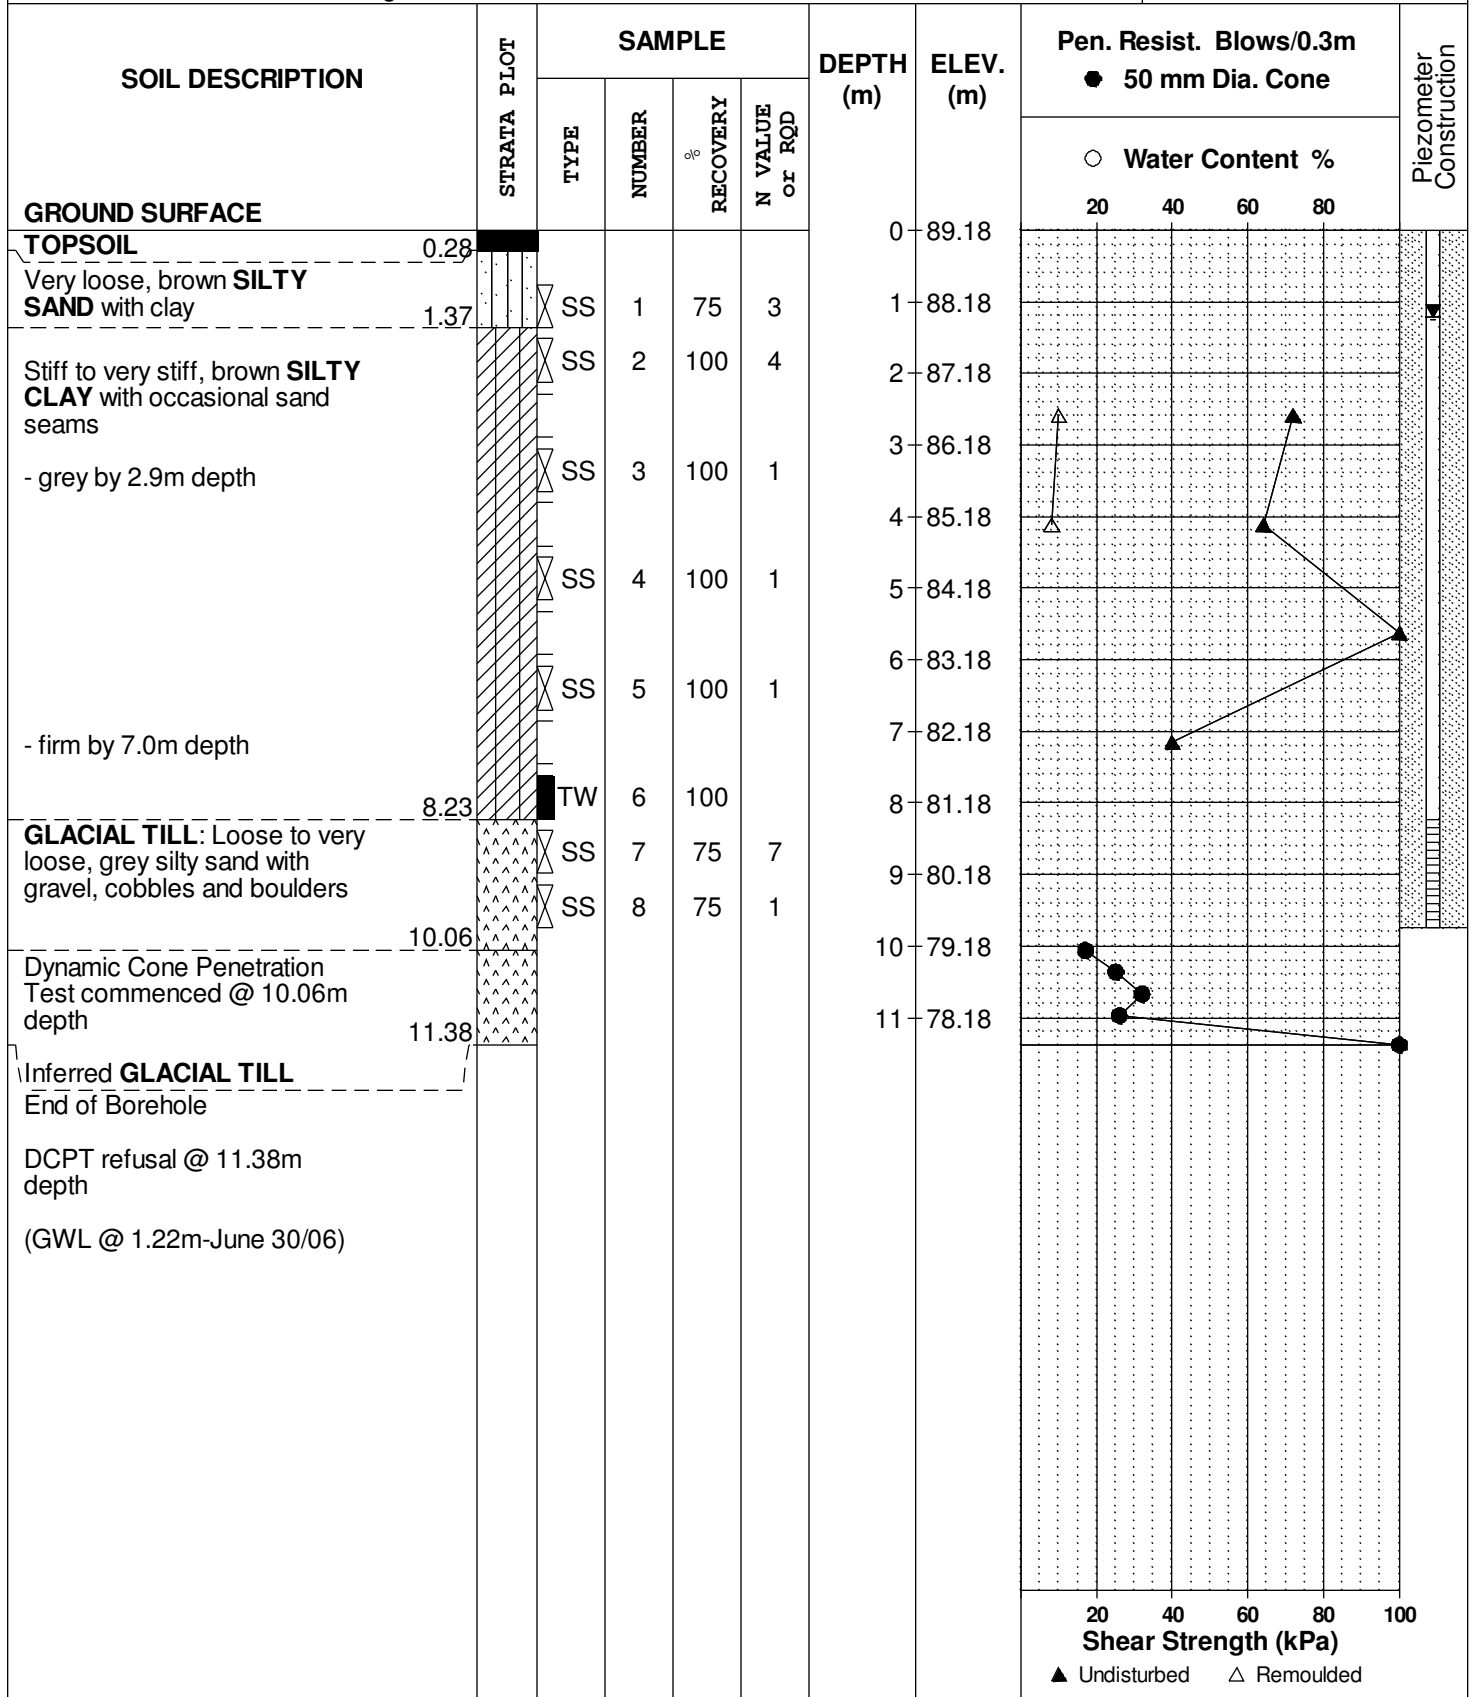 SOIL DESCRIPTION
GROUND SURFACE
STRATA PLOT
SAMPLE
TYPE
NUMBER
% RECOVERY
N VALUE or RQD
DEPTH (m)
ELEV. (m)
Pen. Resist. Blows/0.3m
● 50 mm Dia. Cone
○ Water Content %
20 40 60 80
Piezometer Construction
TOPSOIL 0.28
Very loose, brown SILTY
SAND with clay 1.37
Stiff to very stiff, brown SILTY
CLAY with occasional sand
seams
- grey by 2.9m depth
- firm by 7.0m depth
8.23
GLACIAL TILL: Loose to very
loose, grey silty sand with
gravel, cobbles and boulders
10.06
Dynamic Cone Penetration
Test commenced @ 10.06m
depth
11.38
Inferred GLACIAL TILL
End of Borehole
DCPT refusal @ 11.38m
depth
(GWL @ 1.22m-June 30/06)
SS 1 75 3
SS 2 100 4
SS 3 100 1
SS 4 100 1
SS 5 100 1
TW 6 100
SS 7 75 7
SS 8 75 1
0 89.18
1 88.18
2 87.18
3 86.18
4 85.18
5 84.18
6 83.18
7 82.18
8 81.18
9 80.18
10 79.18
11 78.18
20 40 60 80 100
Shear Strength (kPa)
▲ Undisturbed △ Remoulded